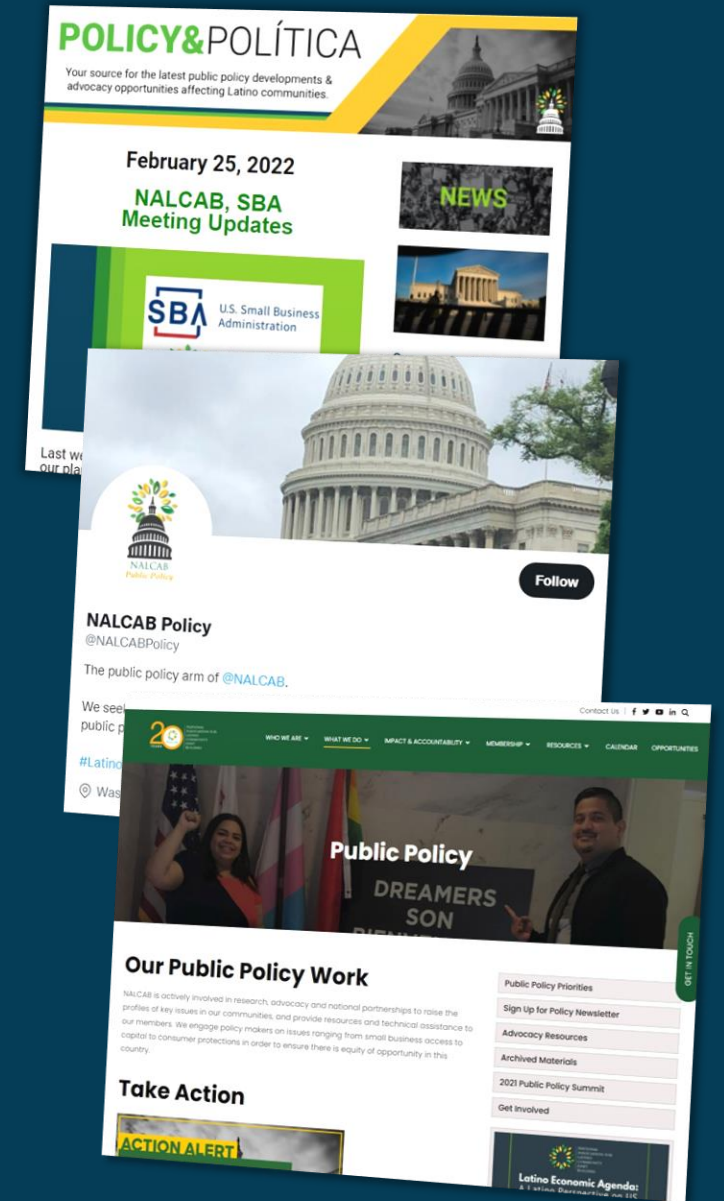 POLICY&POLÍTICA
Your source for the latest public policy developments &
advocacy opportunities affecting Latino communities.
February 25, 2022
NALCAB, SBA
Meeting Updates
NEWS
SBA
U.S. Small Business
Administration
Last we
our pla
NALCAB
Public Policy
Follow
NALCAB Policy
@NALCABPolicy
The public policy arm of @NALCAB.
We seek
public p
#Latino
Was
Contact Us
20
YEARS
WHO WE ARE
WHAT WE DO
IMPACT & ACCOUNTABILITY
MEMBERSHIP
RESOURCES
CALENDAR
OPPORTUNITIES
Public Policy
DREAMERS
SON
GET IN TOUCH
Our Public Policy Work
NALCAB is actively involved in research, advocacy and national partnerships to raise the
profiles of key issues in our communities, and provide resources and technical assistance to
our members. We engage policy makers on issues ranging from small business access to
capital to consumer protections in order to ensure there is equity of opportunity in this
country.
Public Policy Priorities
Sign Up for Policy Newsletter
Advocacy Resources
Archived Materials
2021 Public Policy Summit
Get Involved
Take Action
ACTION ALERT
Latino Economic Agenda:
A Latino Perspective on US